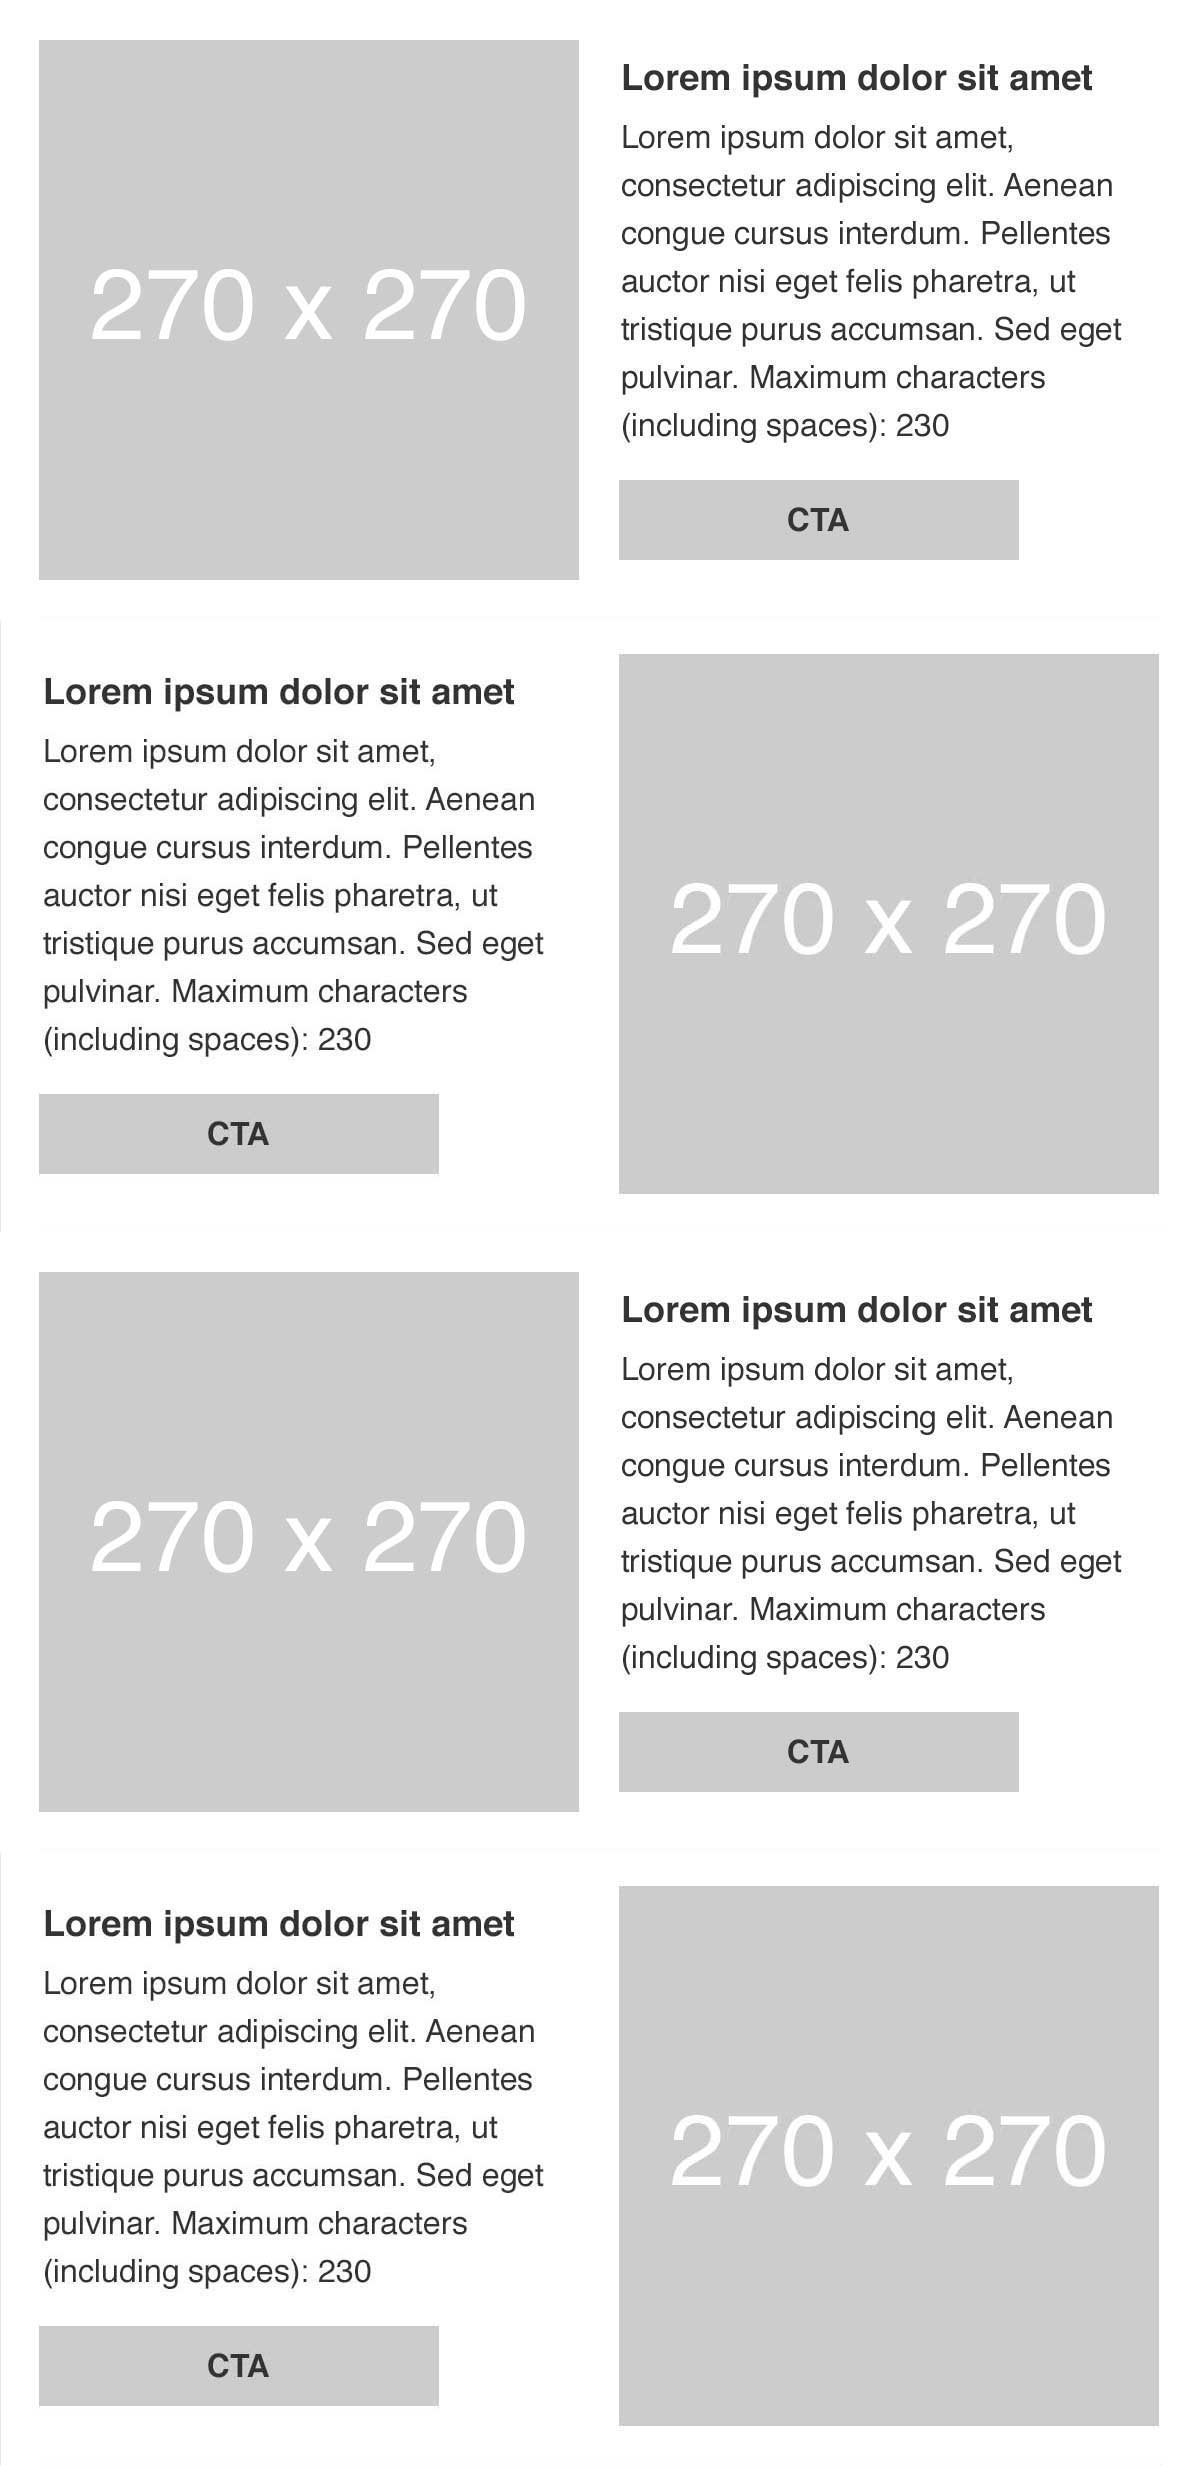 270 x 270
Lorem ipsum dolor sit amet
Lorem ipsum dolor sit amet,
consectetur adipiscing elit. Aenean
congue cursus interdum. Pellentes
auctor nisi eget felis pharetra, ut
tristique purus accumsan. Sed eget
pulvinar. Maximum characters
(including spaces): 230
CTA
Lorem ipsum dolor sit amet
Lorem ipsum dolor sit amet,
consectetur adipiscing elit. Aenean
congue cursus interdum. Pellentes
auctor nisi eget felis pharetra, ut
tristique purus accumsan. Sed eget
pulvinar. Maximum characters
(including spaces): 230
CTA
270 x 270
270 x 270
Lorem ipsum dolor sit amet
Lorem ipsum dolor sit amet,
consectetur adipiscing elit. Aenean
congue cursus interdum. Pellentes
auctor nisi eget felis pharetra, ut
tristique purus accumsan. Sed eget
pulvinar. Maximum characters
(including spaces): 230
CTA
Lorem ipsum dolor sit amet
Lorem ipsum dolor sit amet,
consectetur adipiscing elit. Aenean
congue cursus interdum. Pellentes
auctor nisi eget felis pharetra, ut
tristique purus accumsan. Sed eget
pulvinar. Maximum characters
(including spaces): 230
CTA
270 x 270